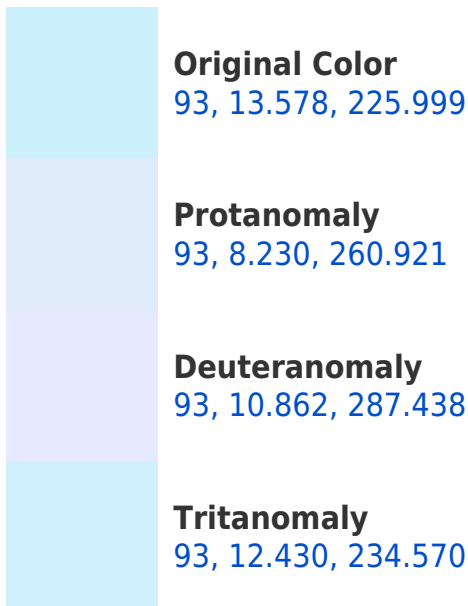 Original Color
93, 13.578, 225.999
Protanomaly
93, 8.230, 260.921
Deuteranomaly
93, 10.862, 287.438
Tritanomaly
93, 12.430, 234.570